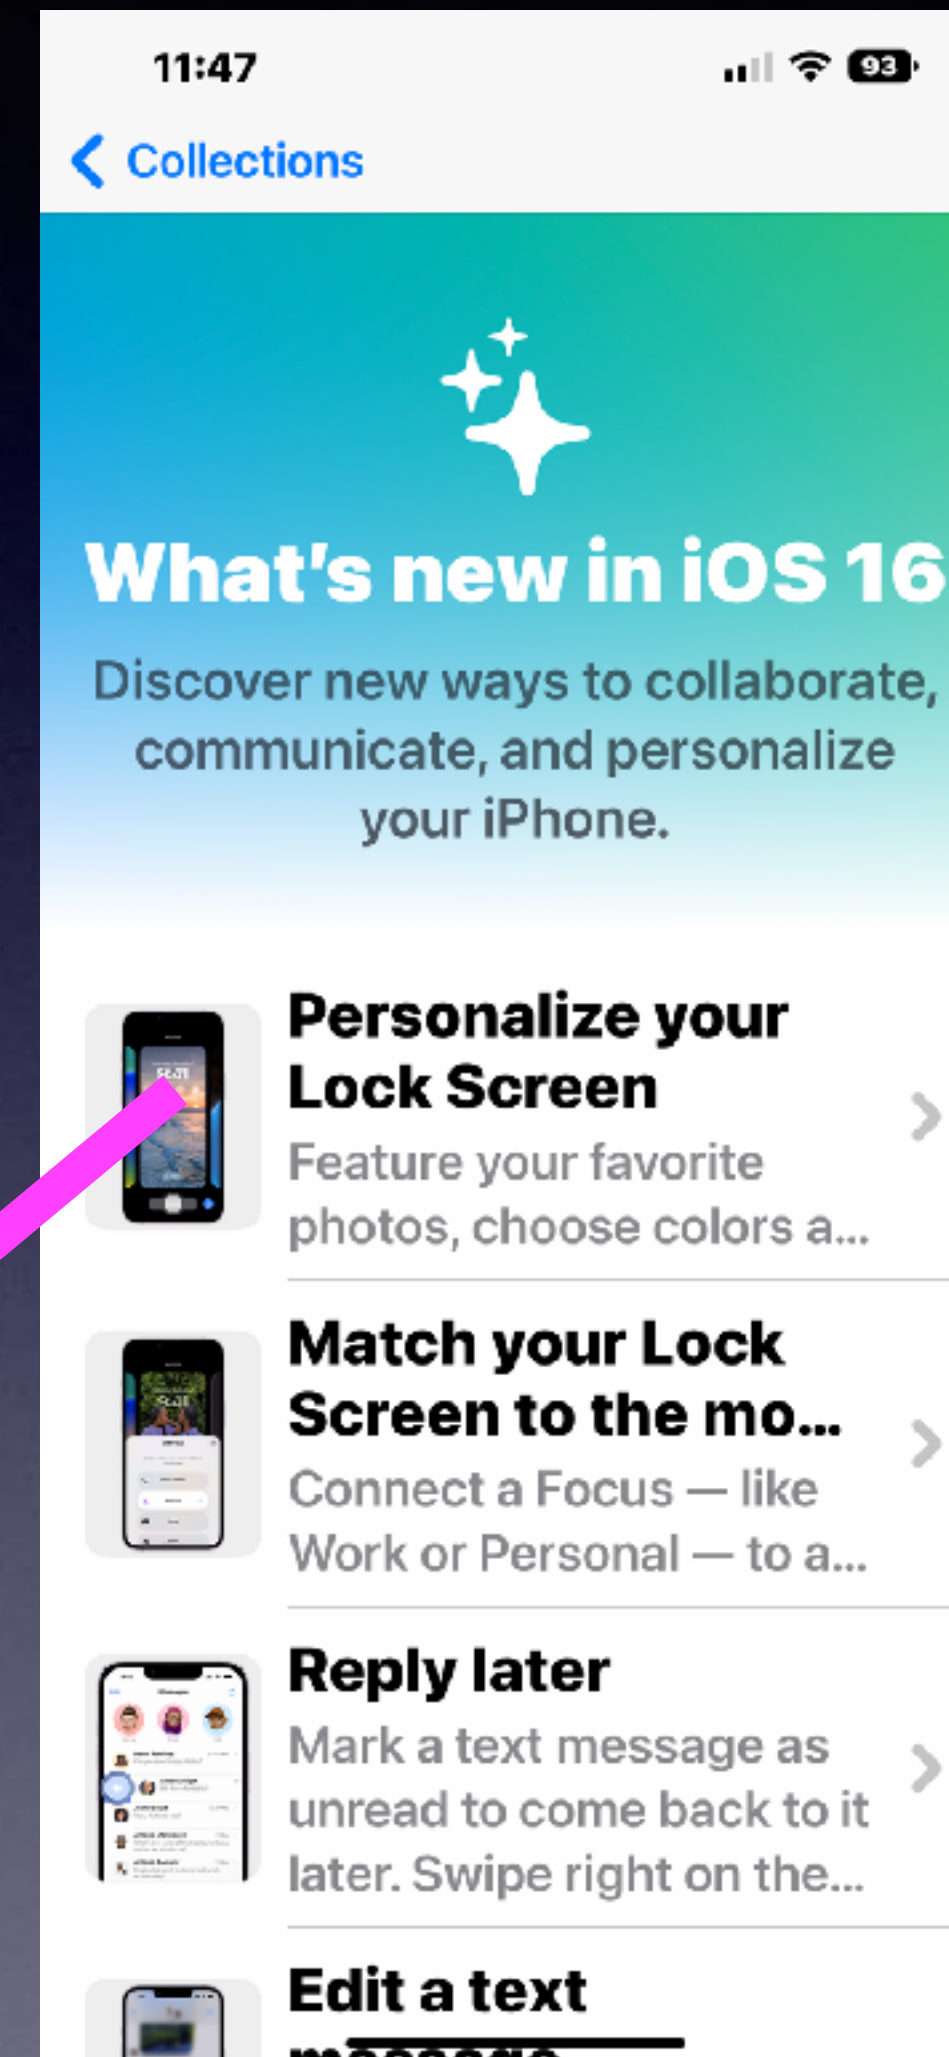 11:47
93
Collections
What's new in iOS 16
Discover new ways to collaborate,
communicate, and personalize
your iPhone.
Personalize your
Lock Screen
Feature your favorite
photos, choose colors a...
Match your Lock
Screen to the mo...
Connect a Focus — like
Work or Personal — to a...
Reply later
Mark a text message as
unread to come back to it
later. Swipe right on the...
Edit a text
message